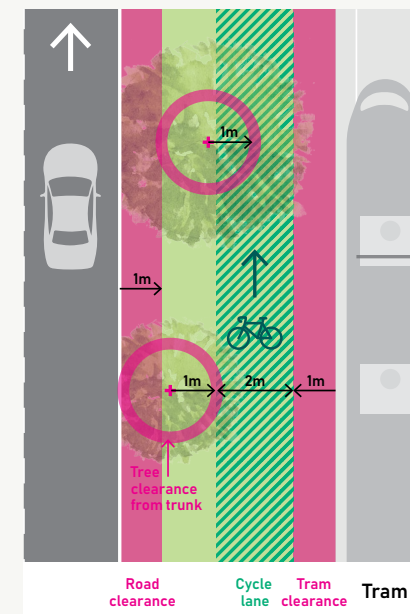 1m
1m
1m
2m
1m
Tree
clearance
from trunk
Road
clearance
Cycle
lane
Tram
clearance
Tram